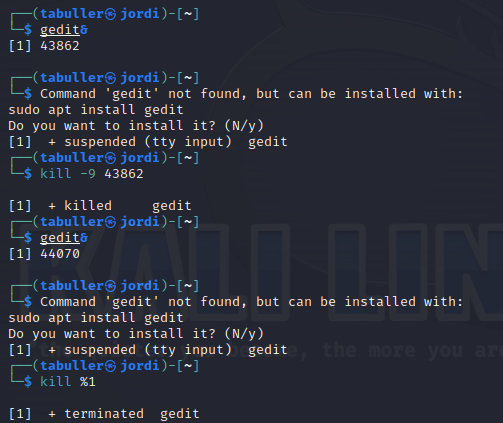 ┌──(tabuller㉿jordi)-[~]
└─$ gedit&
[1] 43862
┌──(tabuller㉿jordi)-[~]
└─$ Command 'gedit' not found, but can be installed with:
sudo apt install gedit
Do you want to install it? (N/y)
[1]  + suspended (tty input)  gedit
┌──(tabuller㉿jordi)-[~]
└─$ kill -9 43862
[1]  + killed     gedit
┌──(tabuller㉿jordi)-[~]
└─$ gedit&
[1] 44070
┌──(tabuller㉿jordi)-[~]
└─$ Command 'gedit' not found, but can be installed with:
sudo apt install gedit
Do you want to install it? (N/y)
[1]  + suspended (tty input)  gedit
┌──(tabuller㉿jordi)-[~]
└─$ kill %1
[1]  + terminated  gedit
KALI LIN
the more you are